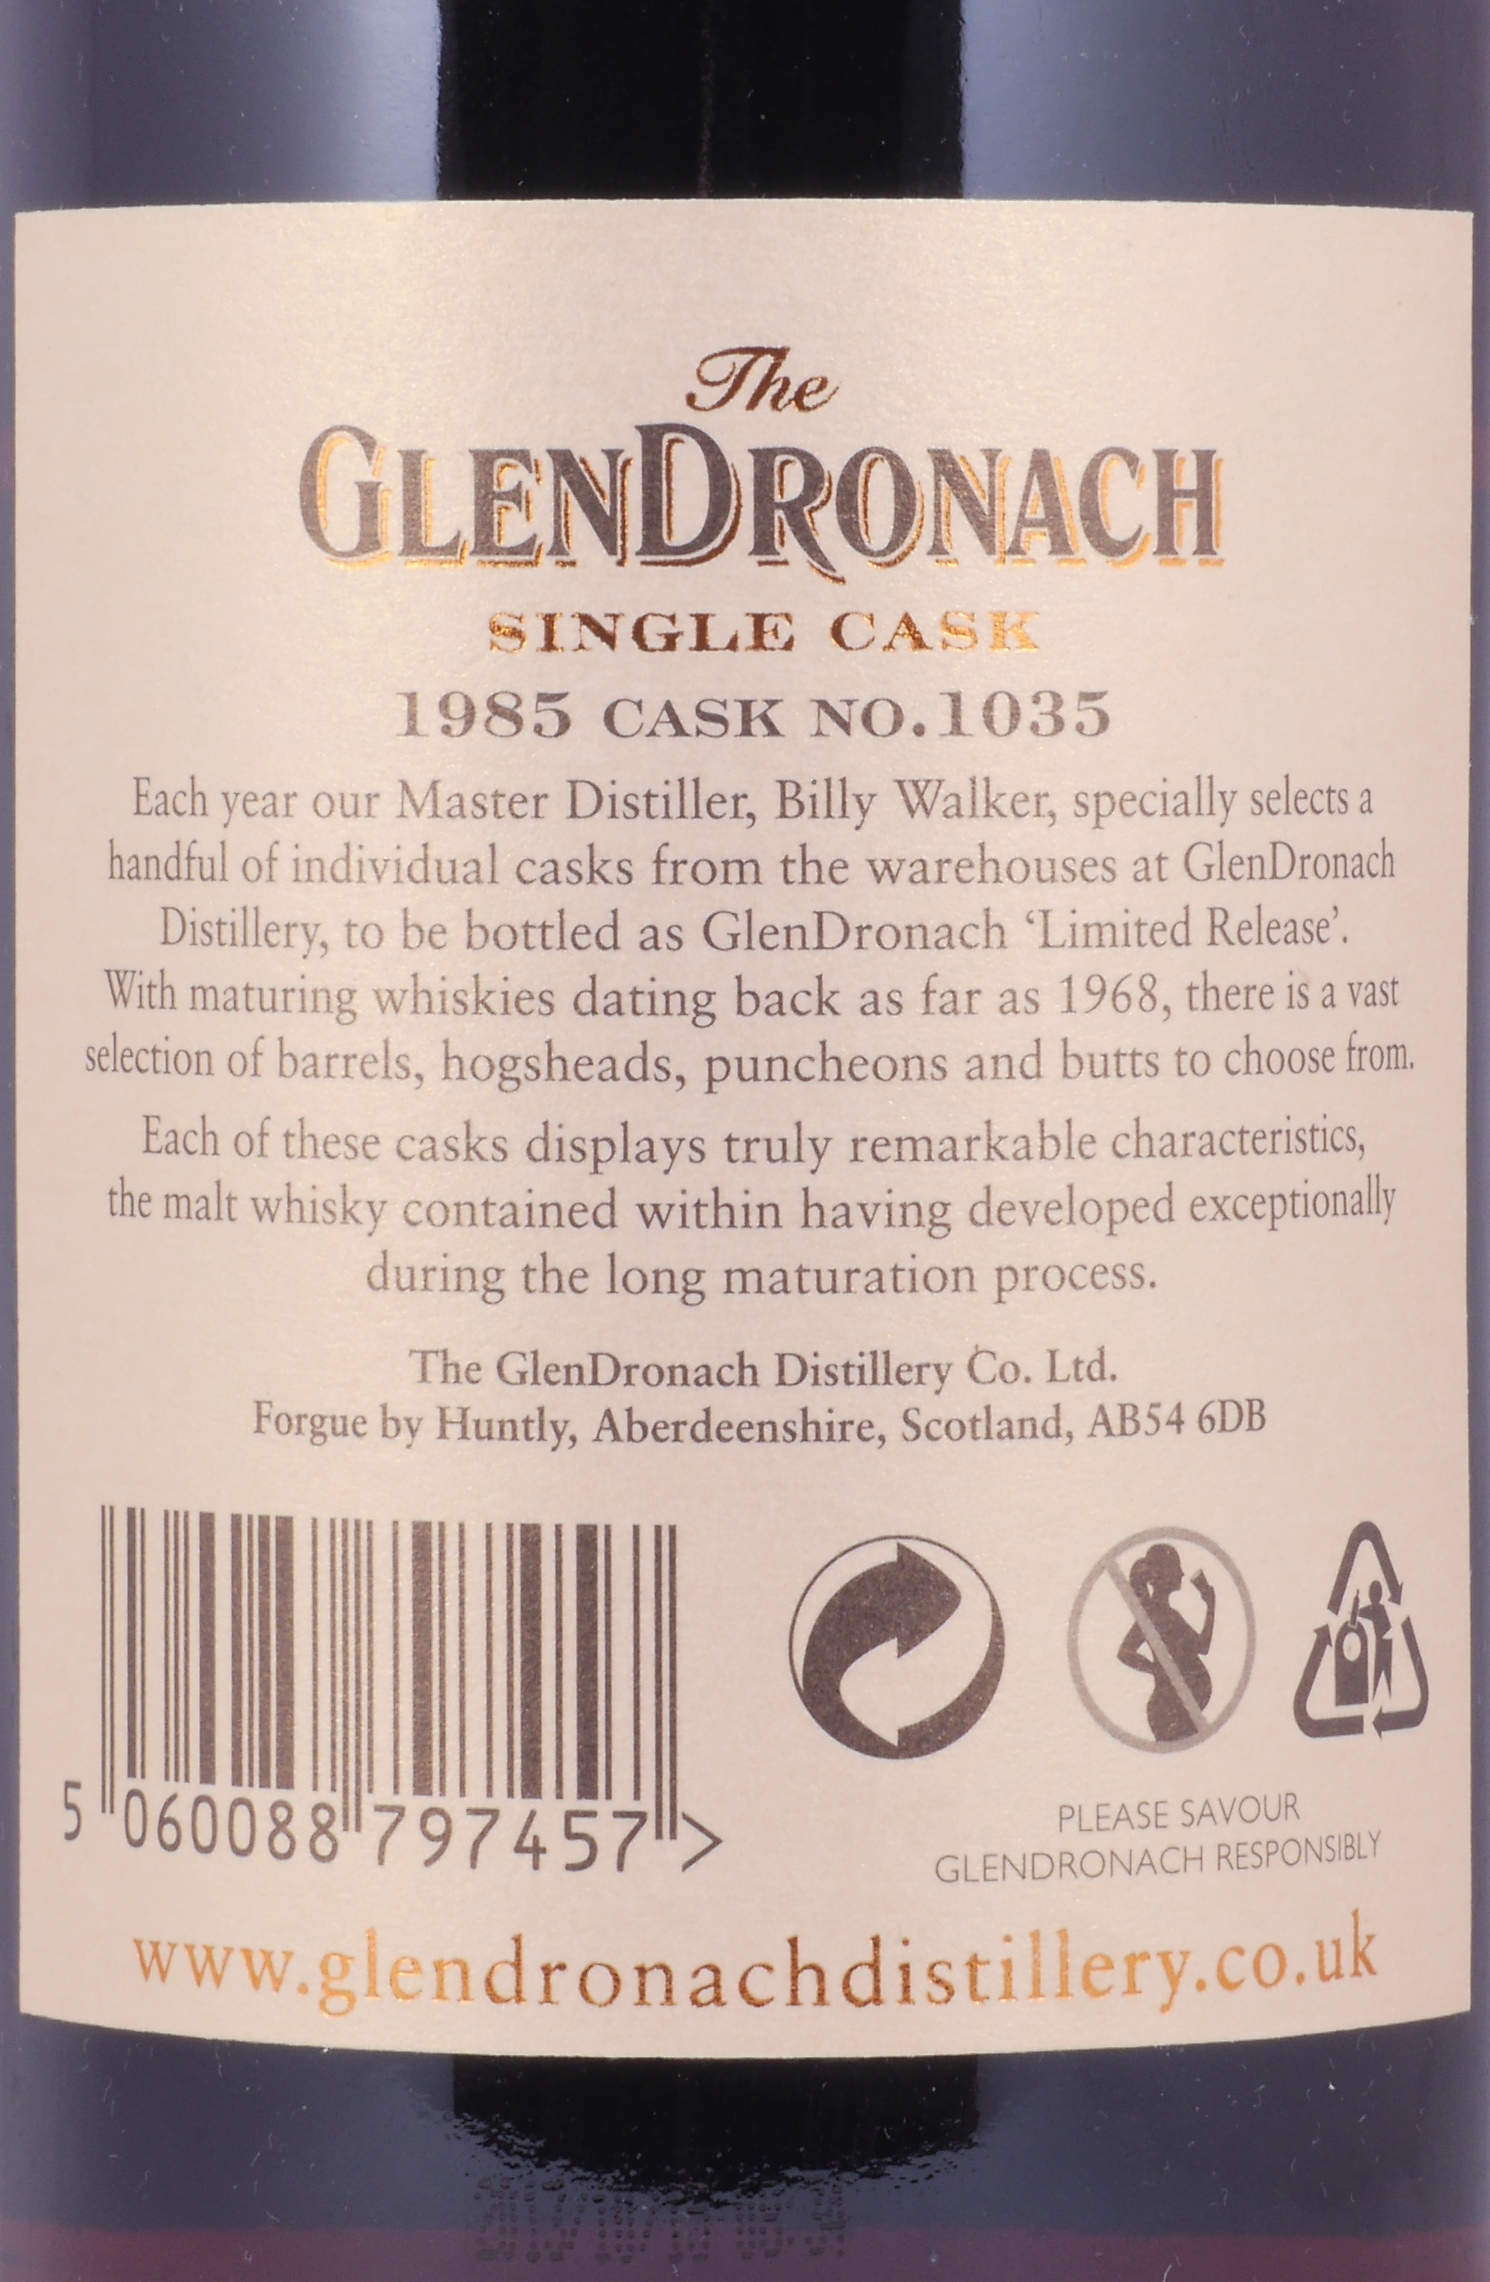 The
GLENDRONACH
SINGLE CASK
1985 CASK NO.1035
Each year our Master Distiller, Billy Walker, specially selects a
handful of individual casks from the warehouses at GlenDronach
Distillery, to be bottled as GlenDronach ‘Limited Release’.
With maturing whiskies dating back as far as 1968, there is a vast
selection of barrels, hogsheads, puncheons and butts to choose from.
Each of these casks displays truly remarkable characteristics,
the malt whisky contained within having developed exceptionally
during the long maturation process.
The GlenDronach Distillery Co. Ltd.
Forgue by Huntly, Aberdeenshire, Scotland, AB54 6DB
5 060088 797457 >
PLEASE SAVOUR
GLENDRONACH RESPONSIBLY
www.glendronachdistillery.co.uk